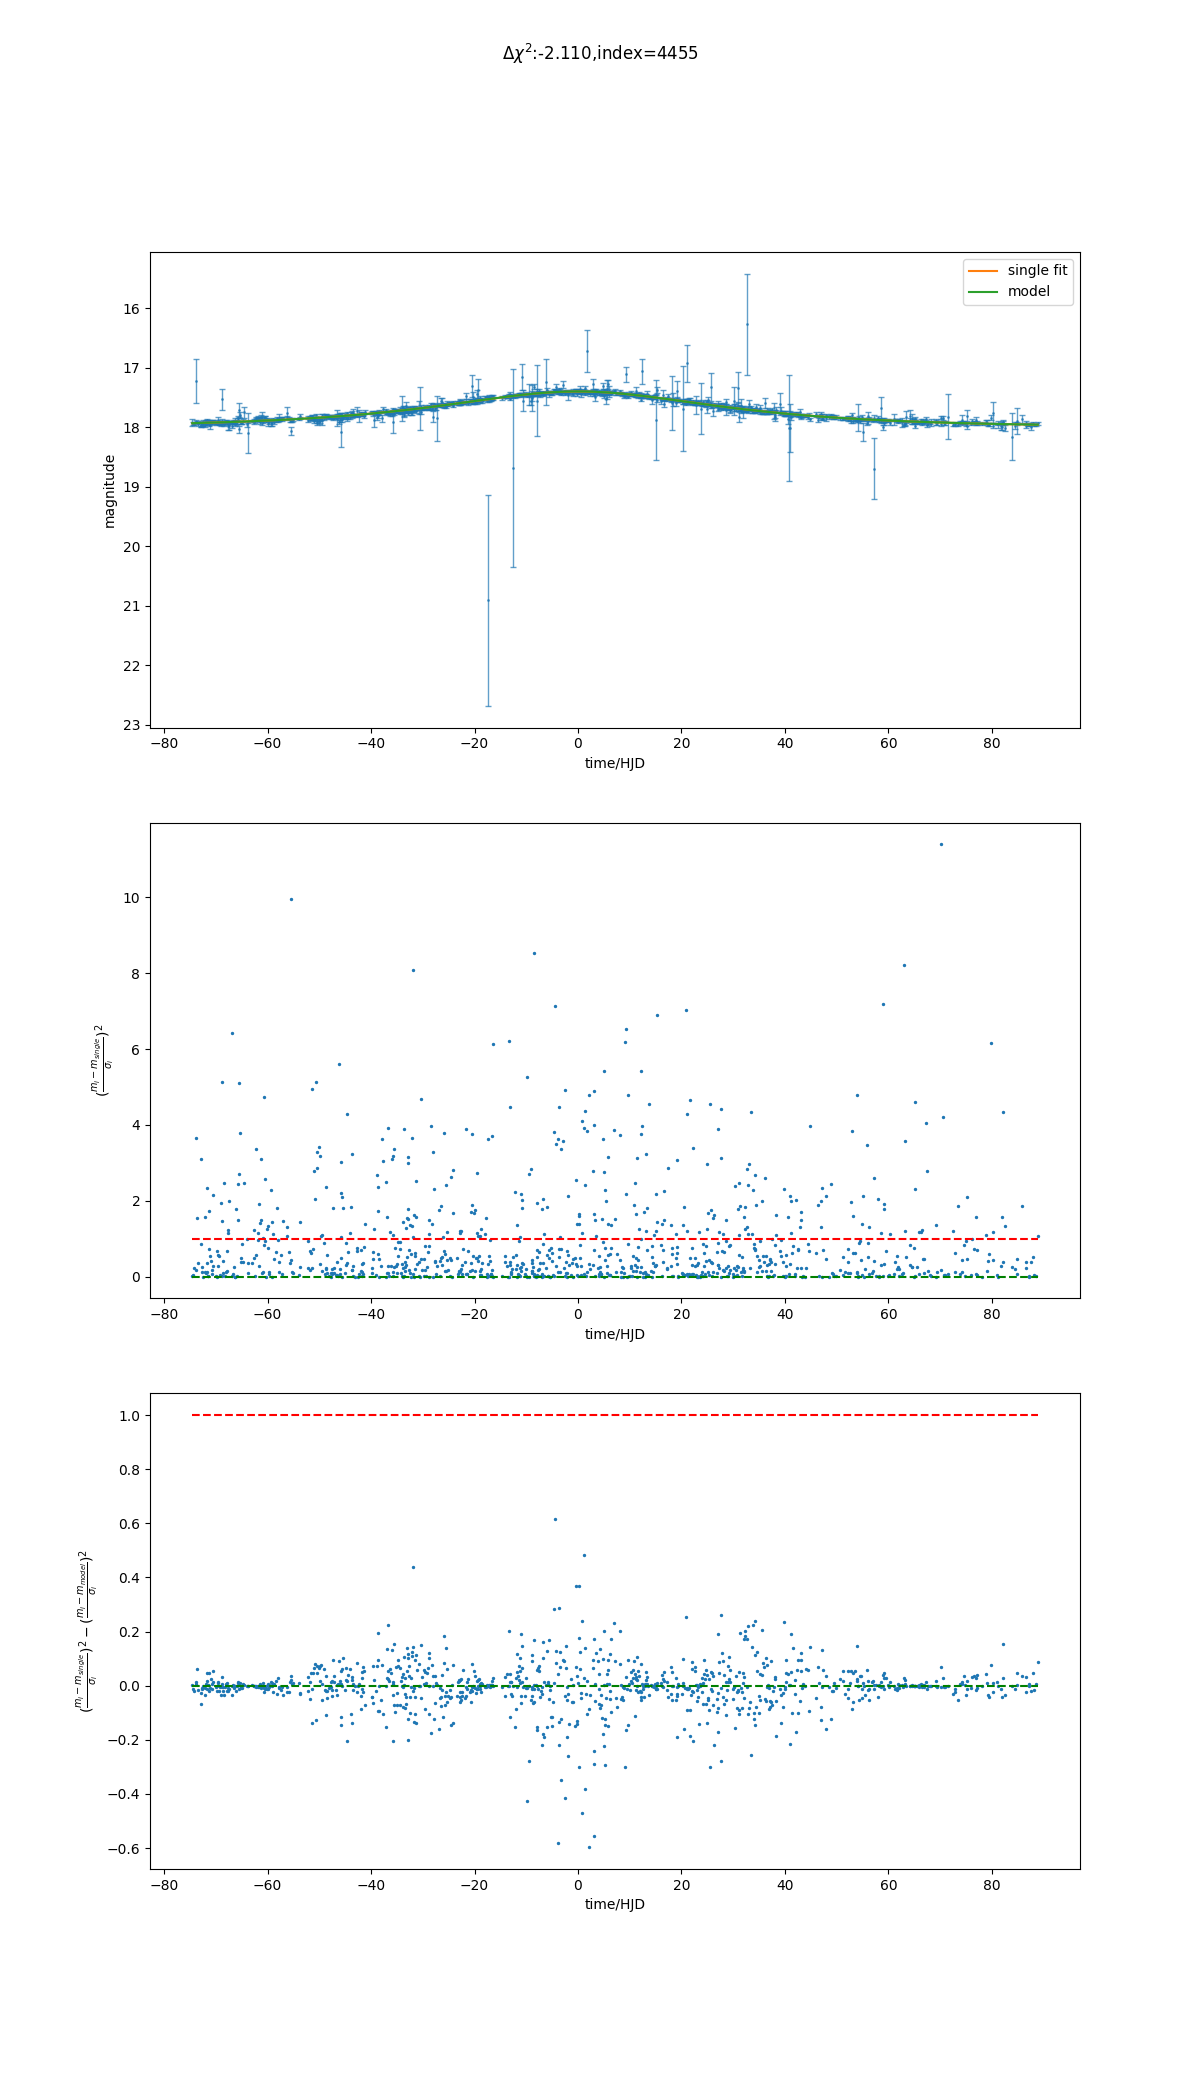 Δχ²:-2.110,index=4455
single fit
model
16
17
18
19
20
21
22
23
magnitude
−80 −60 −40 −20 0 20 40 60 80
time/HJD
10
8
6
4
2
0
((m_i − m_single)/σ_i)²
−80 −60 −40 −20 0 20 40 60 80
time/HJD
1.0
0.8
0.6
0.4
0.2
0.0
−0.2
−0.4
−0.6
((m_i − m_single)/σ_i)² − ((m_i − m_model)/σ_i)²
−80 −60 −40 −20 0 20 40 60 80
time/HJD